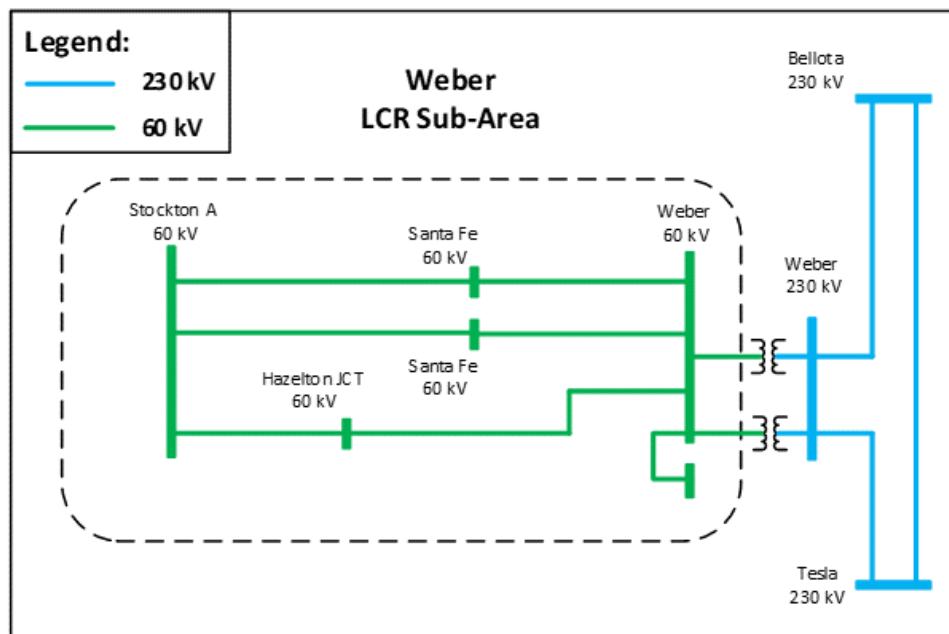 Legend:
230 kV
60 kV
Weber
LCR Sub-Area
Bellota
230 kV
Stockton A
60 kV
Santa Fe
60 kV
Weber
60 kV
Weber
230 kV
Santa Fe
60 kV
Hazelton JCT
60 kV
Tesla
230 kV